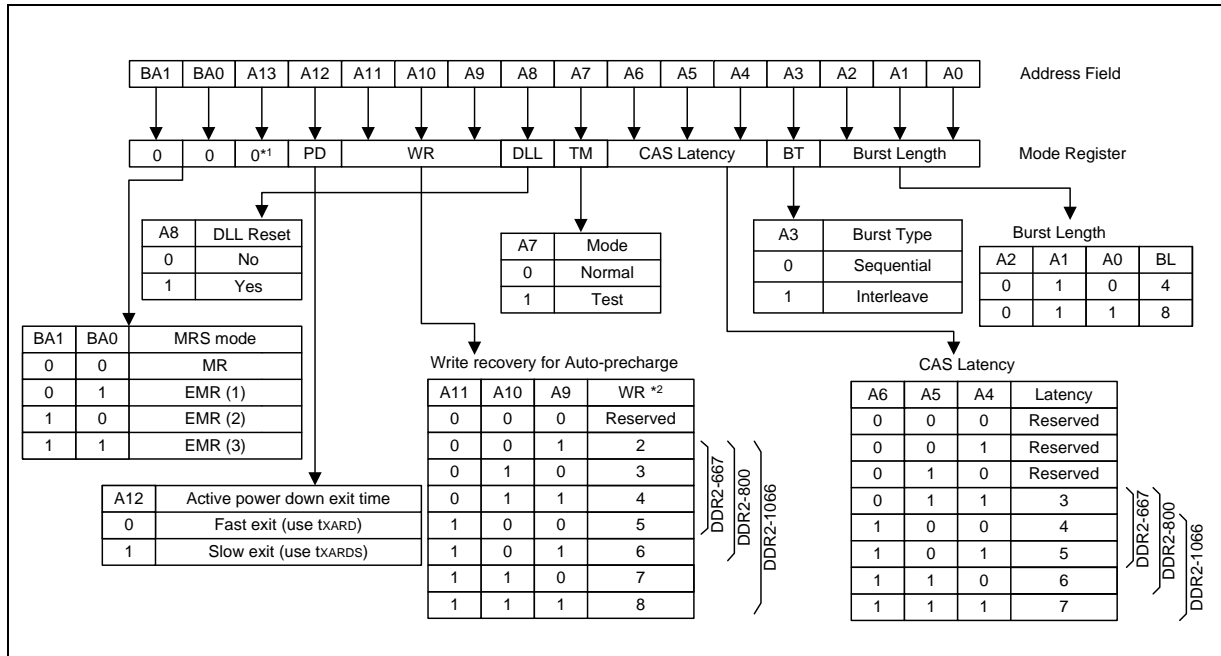 BA1 BA0 A13 A12 A11 A10 A9 A8 A7 A6 A5 A4 A3 A2 A1 A0 Address Field
0 0 0*1 PD WR DLL TM CAS Latency BT Burst Length Mode Register
A8 DLL Reset
0 No
1 Yes
A7 Mode
0 Normal
1 Test
A3 Burst Type
0 Sequential
1 Interleave
Burst Length
A2 A1 A0 BL
0 1 0 4
0 1 1 8
BA1 BA0 MRS mode
0 0 MR
0 1 EMR (1)
1 0 EMR (2)
1 1 EMR (3)
A12 Active power down exit time
0 Fast exit (use tXARD)
1 Slow exit (use tXARDS)
Write recovery for Auto-precharge
A11 A10 A9 WR *2
0 0 0 Reserved
0 0 1 2
0 1 0 3
0 1 1 4
1 0 0 5
1 0 1 6
1 1 0 7
1 1 1 8
DDR2-667
DDR2-800
DDR2-1066
CAS Latency
A6 A5 A4 Latency
0 0 0 Reserved
0 0 1 Reserved
0 1 0 Reserved
0 1 1 3
1 0 0 4
1 0 1 5
1 1 0 6
1 1 1 7
DDR2-667
DDR2-800
DDR2-1066